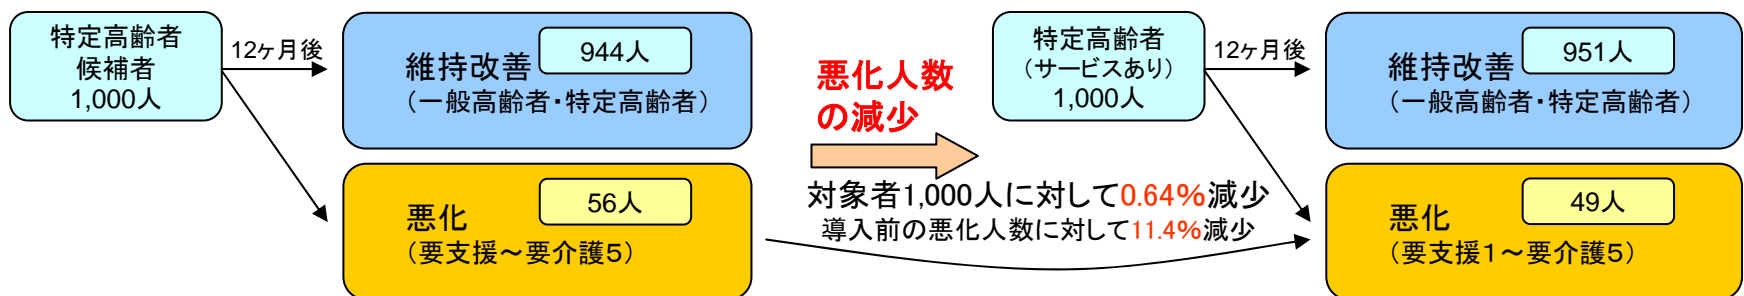 特定高齢者
候補者
1,000人
12ヶ月後
維持改善
944人
（一般高齢者・特定高齢者）
悪化
56人
（要支援～要介護5）
悪化人数
の減少
対象者1,000人に対して0.64%減少
導入前の悪化人数に対して11.4%減少
特定高齢者
（サービスあり）
1,000人
12ヶ月後
維持改善
951人
（一般高齢者・特定高齢者）
悪化
49人
（要支援1～要介護5）